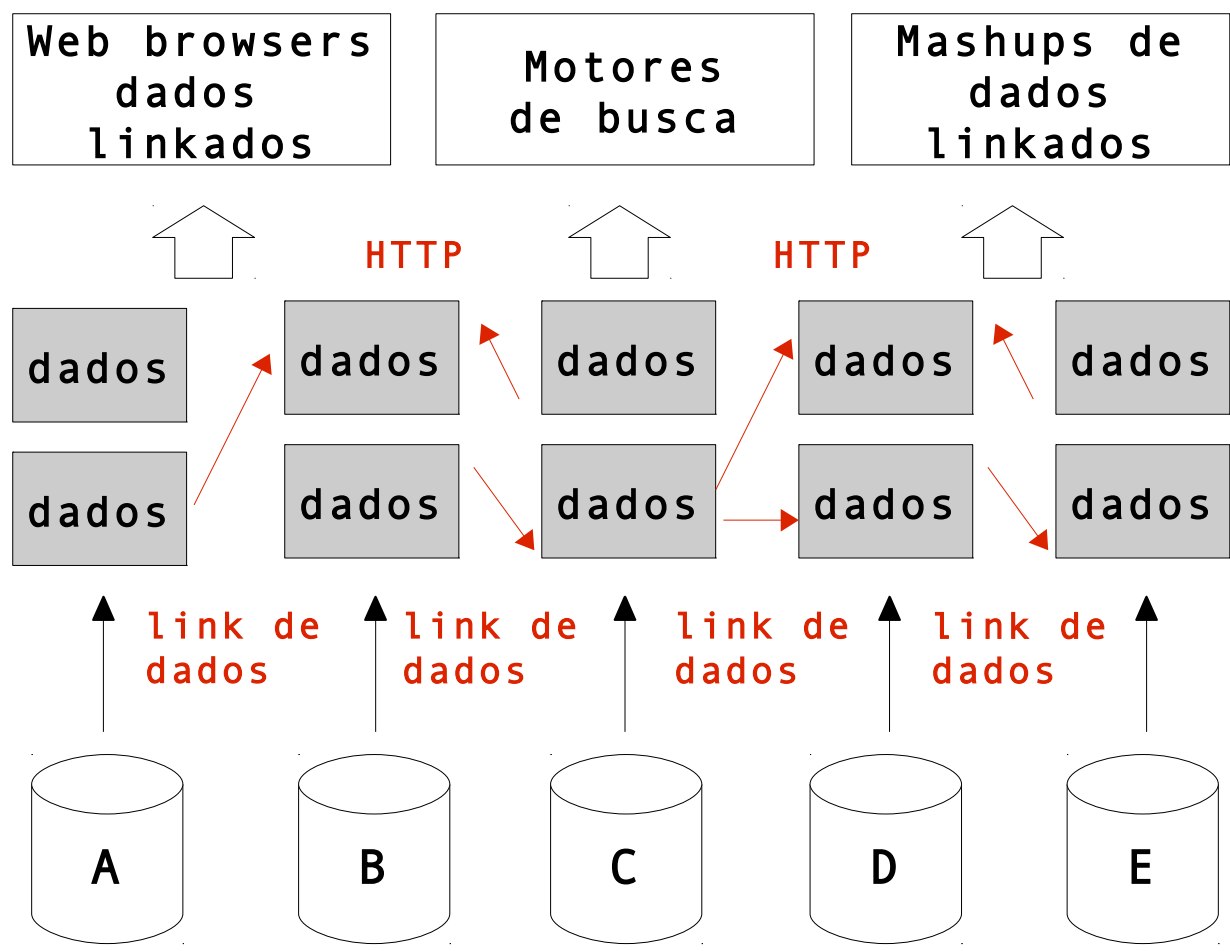 Web browsers
dados
linkados
Motores
de busca
Mashups de
dados
linkados
HTTP
HTTP
dados
dados
dados
dados
dados
dados
dados
dados
dados
dados
link de
dados
link de
dados
link de
dados
link de
dados
A
B
C
D
E